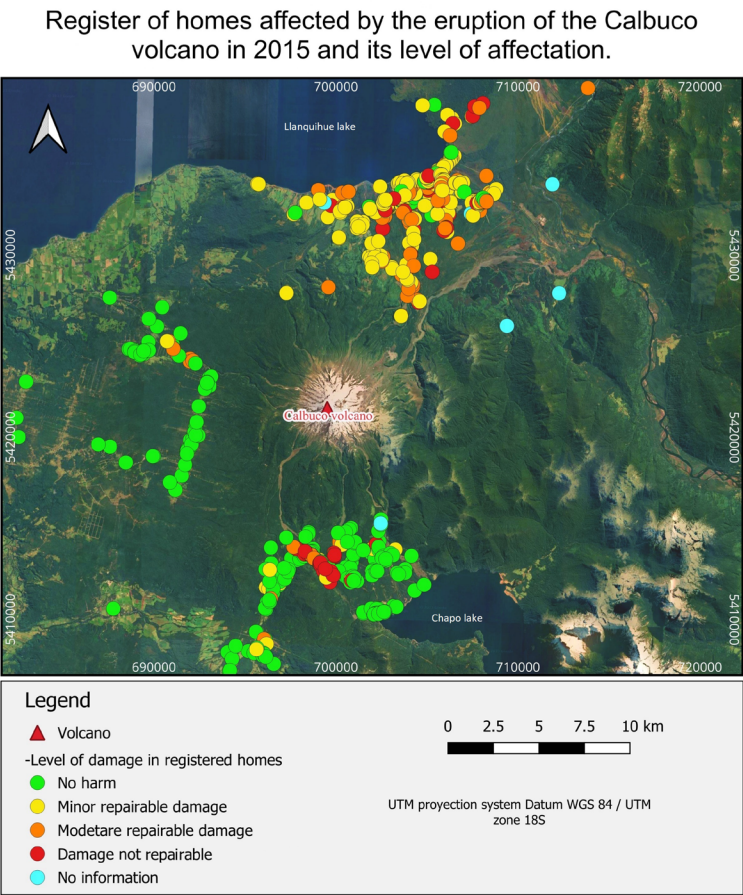 Register of homes affected by the eruption of the Calbuco
volcano in 2015 and its level of affectation.
690000 700000 710000 720000
Llanquihue lake
5430000 5430000
Calbuco volcano
5420000 5420000
5410000 5410000
Chapo lake
690000 700000 710000 720000
Legend
Volcano
-Level of damage in registered homes
No harm
Minor repairable damage
Modetare repairable damage
Damage not repairable
No information
0 2.5 5 7.5 10 km
UTM proyection system Datum WGS 84 / UTM
zone 18S